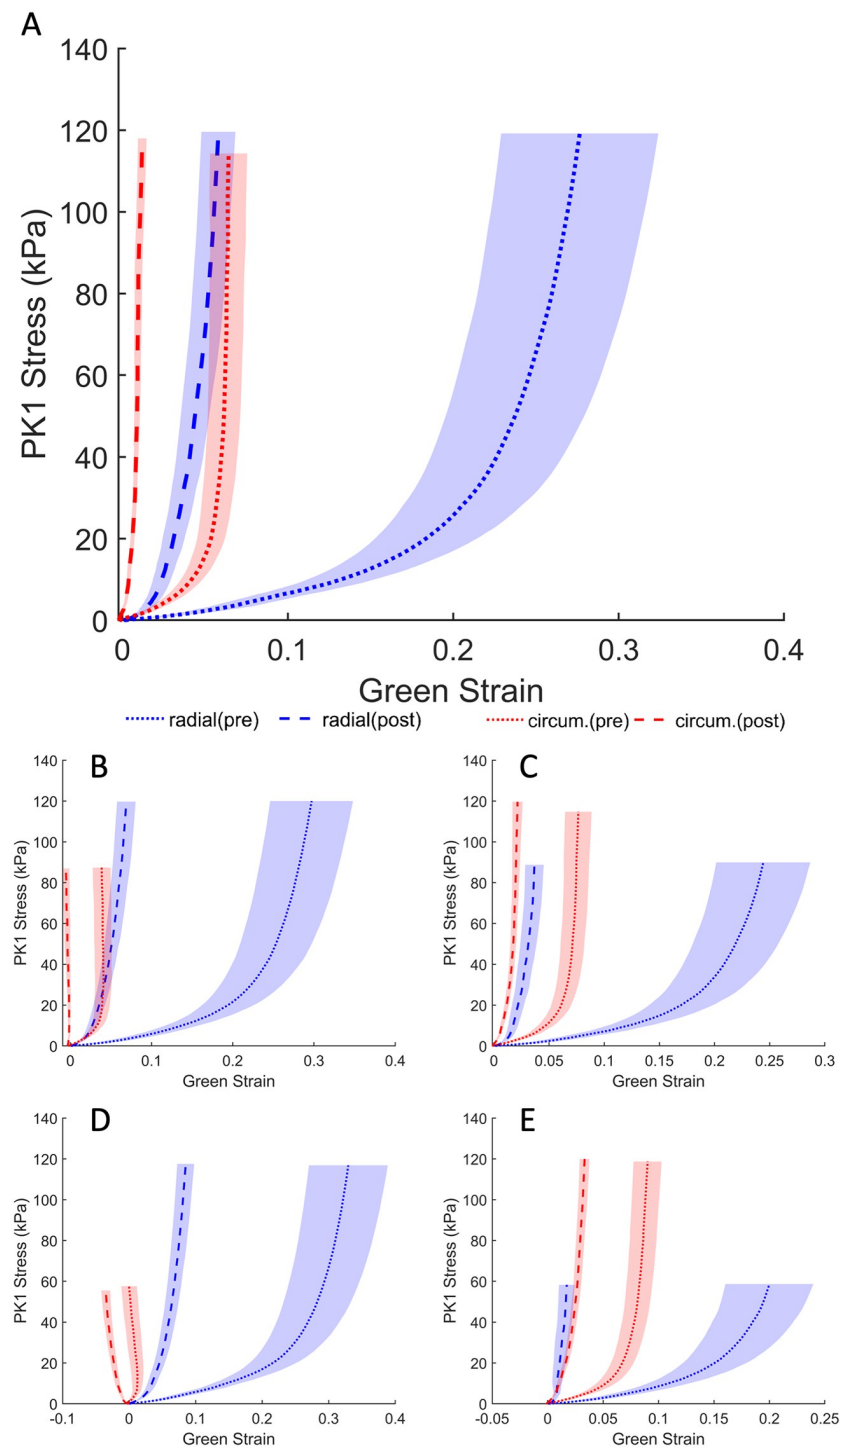 A
140
120
100
80
60
40
20
0
PK1 Stress (kPa)
0 0.1 0.2 0.3 0.4
Green Strain
radial(pre) radial(post) circum.(pre) circum.(post)
B
140
120
100
80
60
40
20
0
PK1 Stress (kPa)
0 0.1 0.2 0.3 0.4
Green Strain
C
140
120
100
80
60
40
20
0
PK1 Stress (kPa)
0 0.05 0.1 0.15 0.2 0.25 0.3
Green Strain
D
140
120
100
80
60
40
20
0
PK1 Stress (kPa)
-0.1 0 0.1 0.2 0.3 0.4
Green Strain
E
140
120
100
80
60
40
20
0
PK1 Stress (kPa)
-0.05 0 0.05 0.1 0.15 0.2 0.25
Green Strain